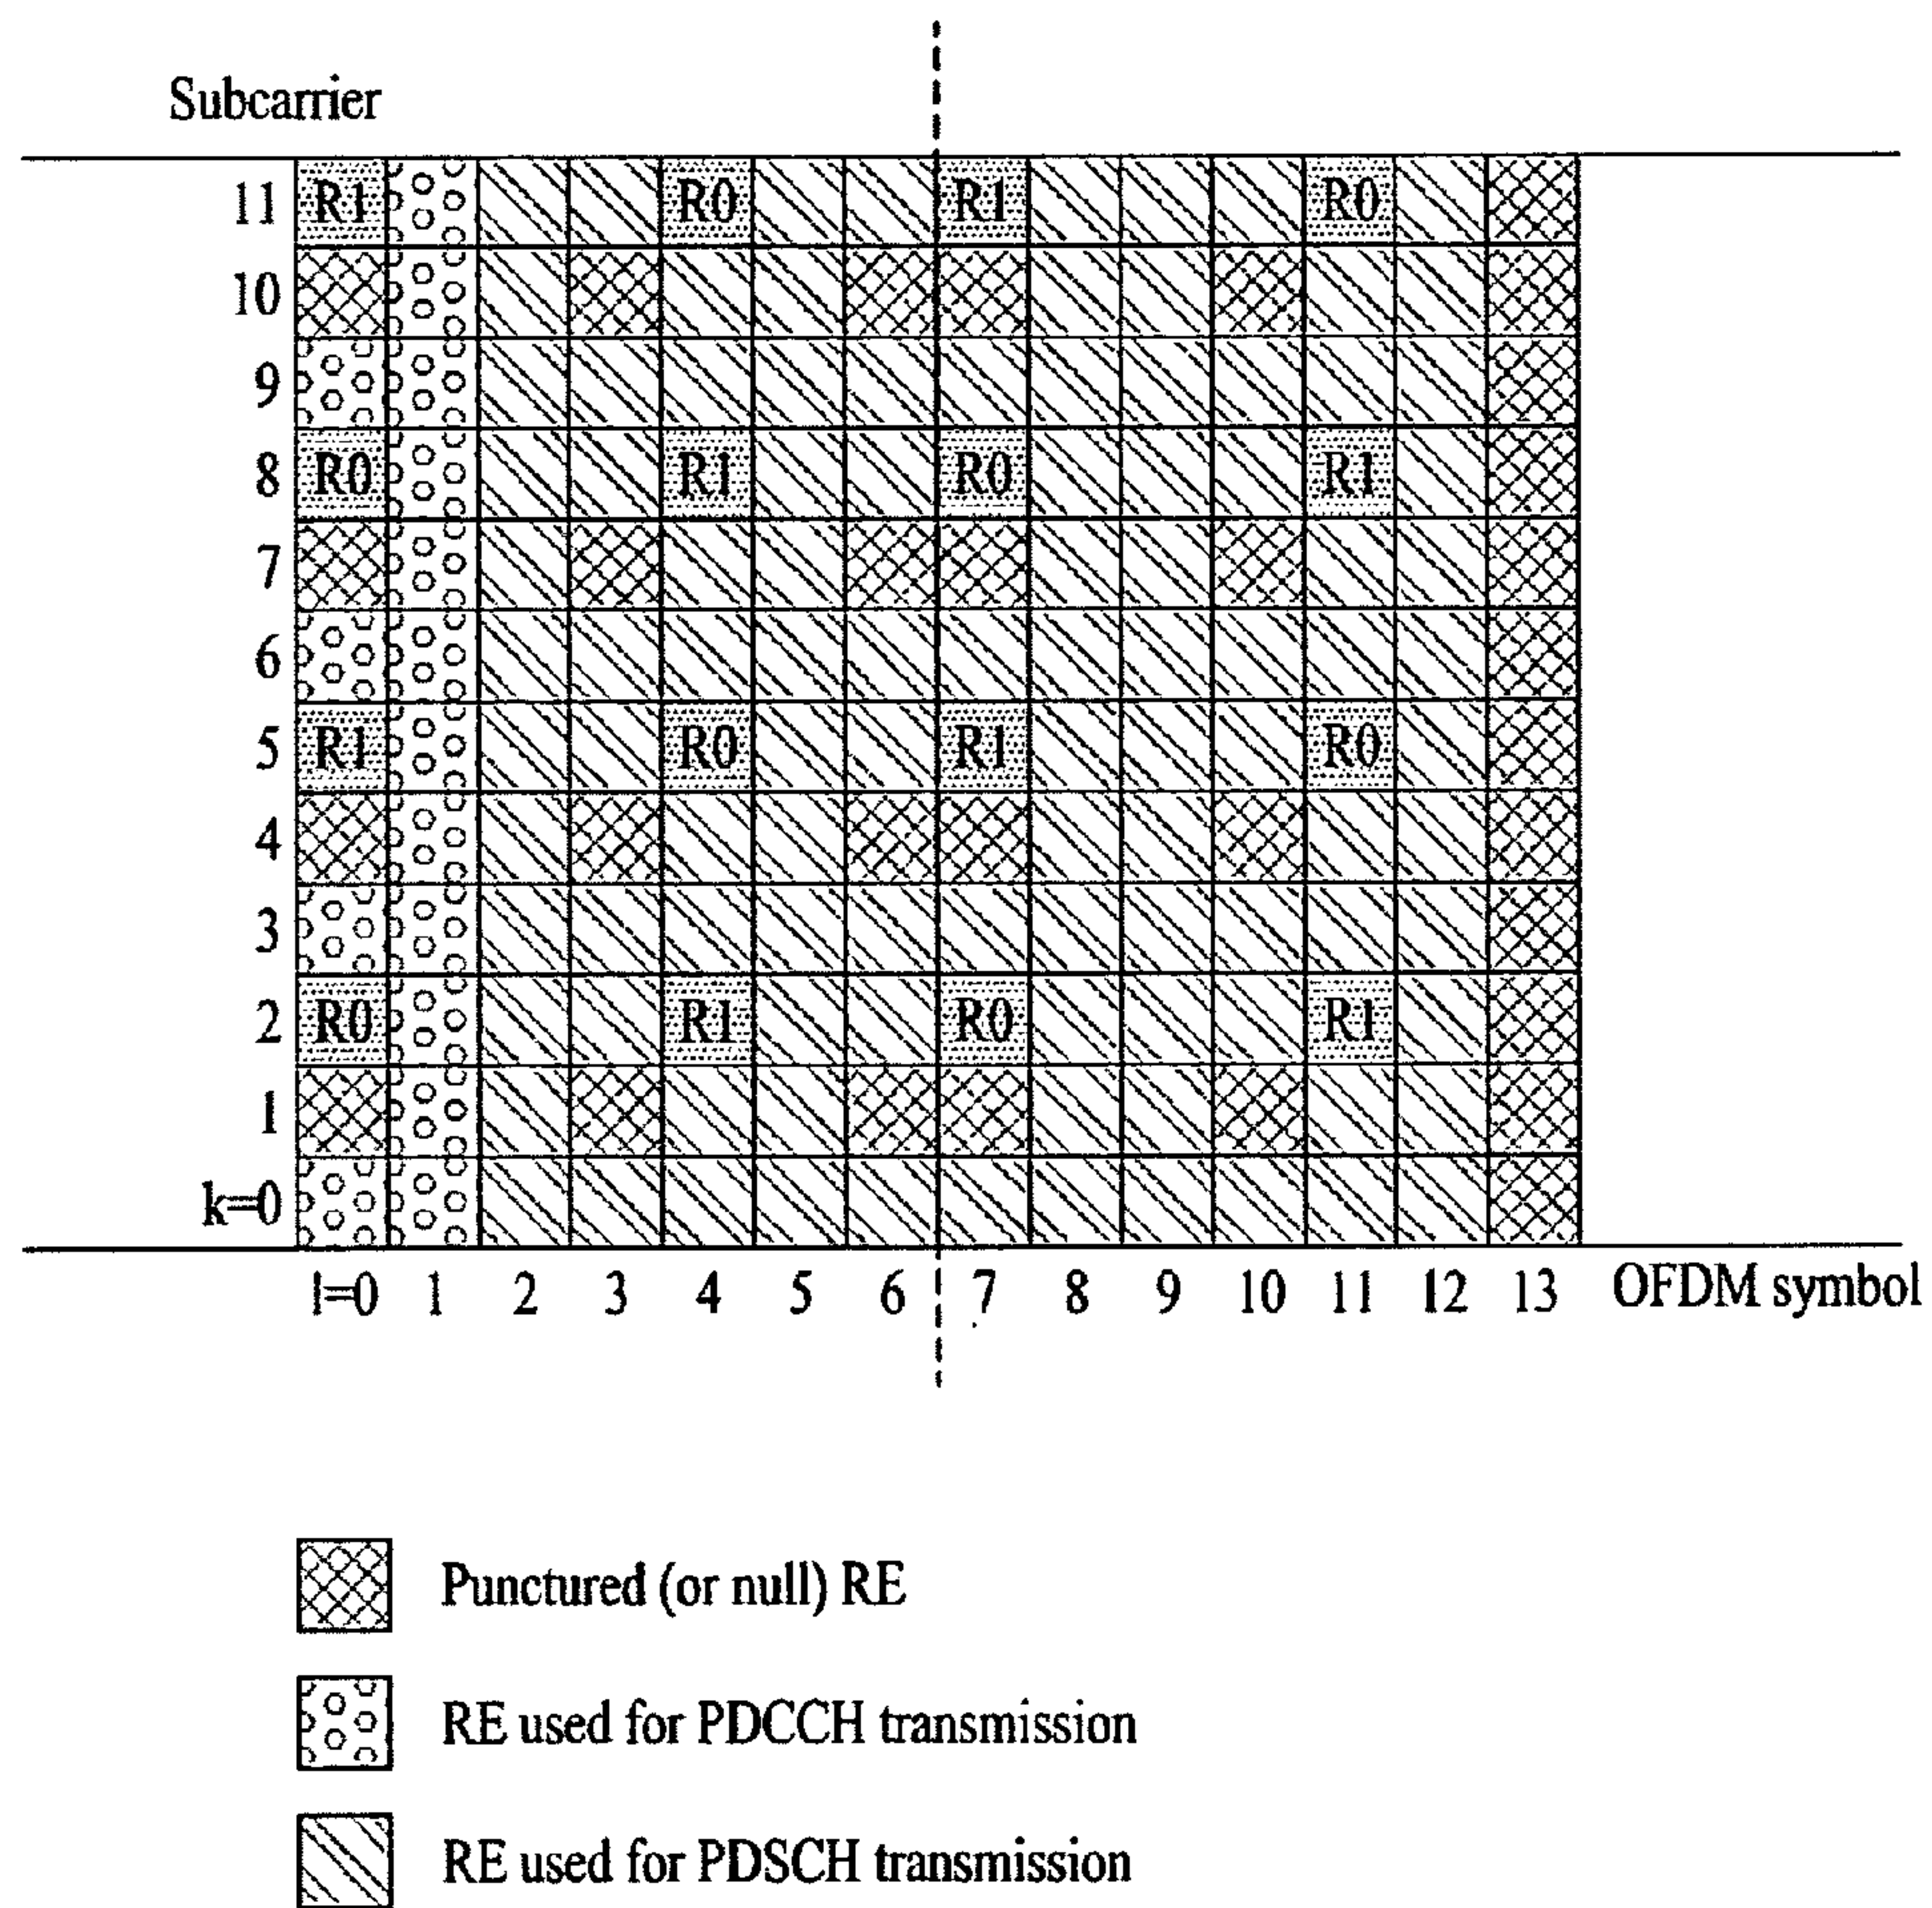 Subcarrier
11 R1 R0 R1 R0
10
9
8 R0 R1 R0 R1
7
6
5 R1 R0 R1 R0
4
3
2 R0 R1 R0 R1
1
k=0
l=0 1 2 3 4 5 6 7 8 9 10 11 12 13 OFDM symbol
Punctured (or null) RE
RE used for PDCCH transmission
RE used for PDSCH transmission